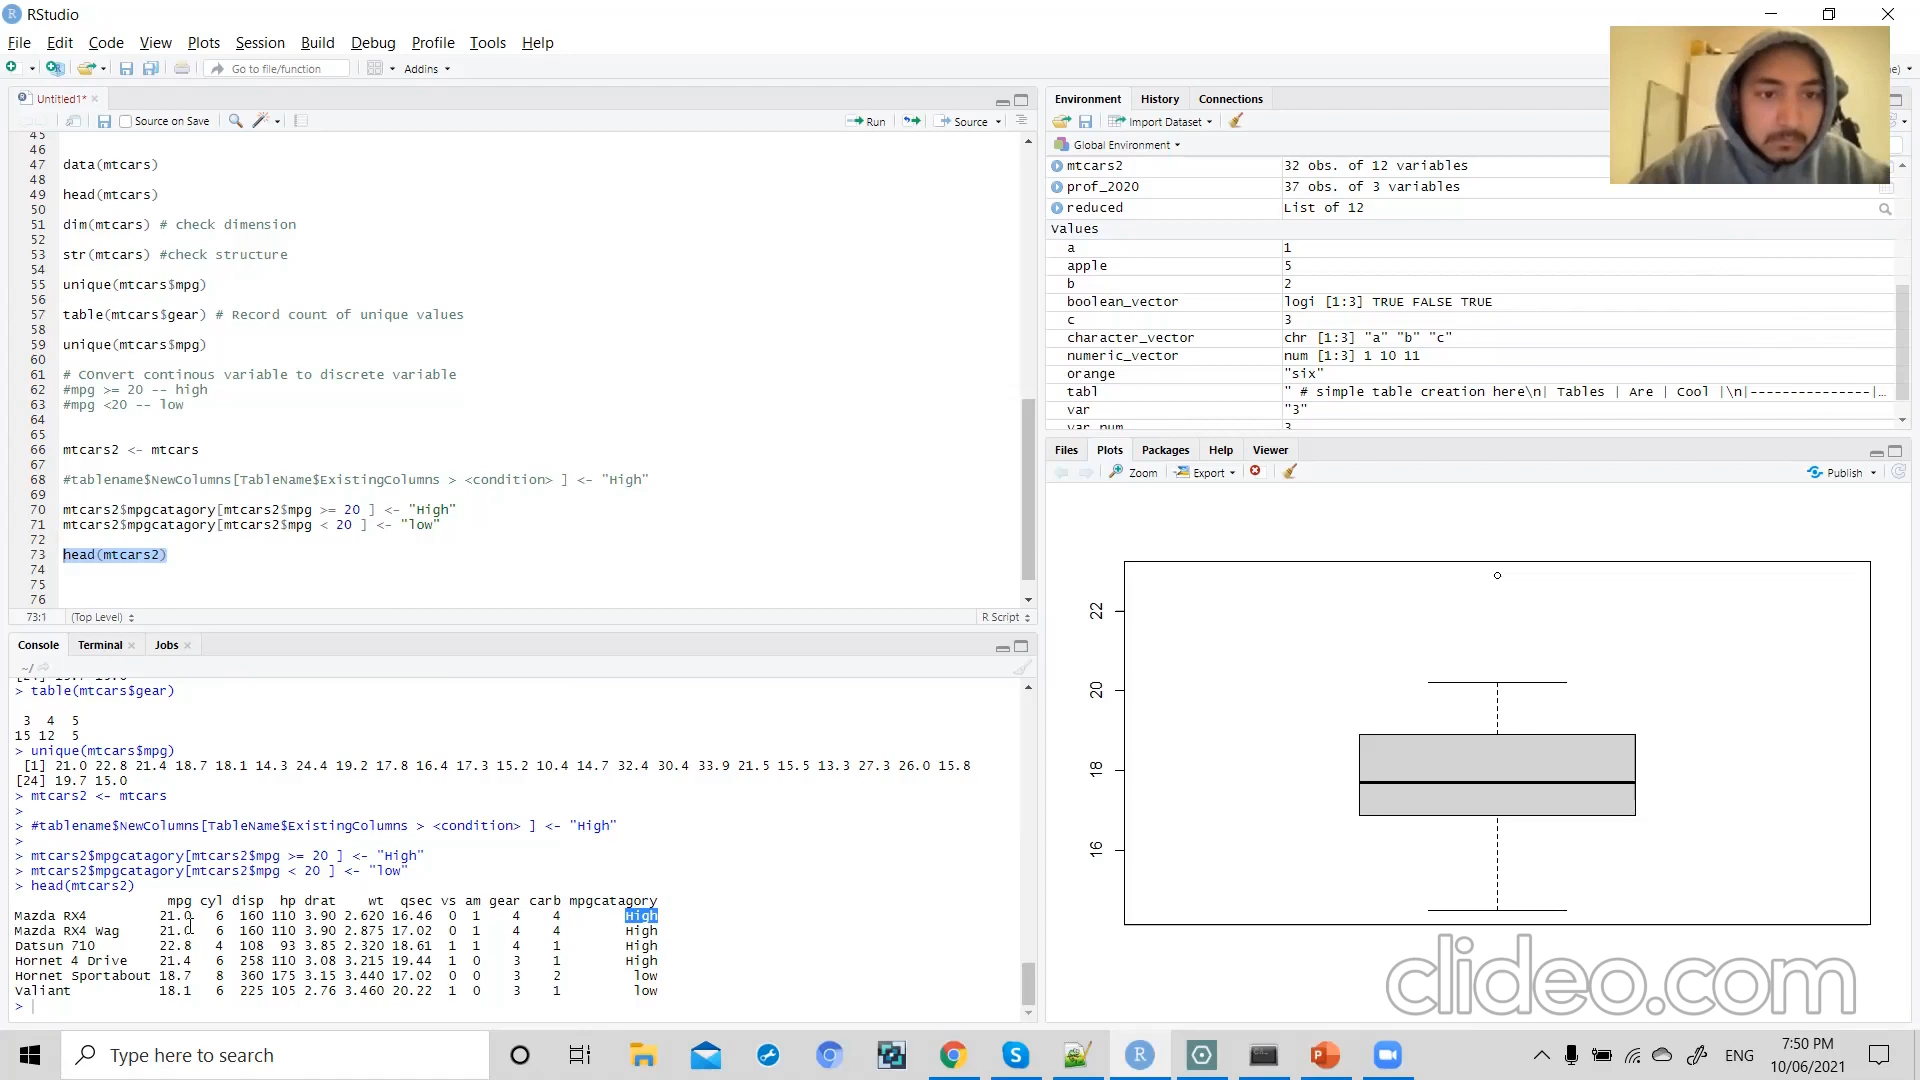 RStudio
File Edit Code View Plots Session Build Debug Profile Tools Help
Go to file/function Addins
Untitled1*
Source on Save Run Source
45
46
47 data(mtcars)
48
49 head(mtcars)
50
51 dim(mtcars) # check dimension
52
53 str(mtcars) #check structure
54
55 unique(mtcars$mpg)
56
57 table(mtcars$gear) # Record count of unique values
58
59 unique(mtcars$mpg)
60
61 # COnvert continous variable to discrete variable
62 #mpg >= 20 -- high
63 #mpg <20 -- low
64
65
66 mtcars2 <- mtcars
67
68 #tablename$NewColumns[TableName$ExistingColumns > <condition> ] <- "High"
69
70 mtcars2$mpgcatagory[mtcars2$mpg >= 20 ] <- "High"
71 mtcars2$mpgcatagory[mtcars2$mpg < 20 ] <- "low"
72
73 head(mtcars2)
74
75
76
73:1 (Top Level) R Script
Console Terminal Jobs
~/
> table(mtcars$gear)
3 4 5
15 12 5
> unique(mtcars$mpg)
[1] 21.0 22.8 21.4 18.7 18.1 14.3 24.4 19.2 17.8 16.4 17.3 15.2 10.4 14.7 32.4 30.4 33.9 21.5 15.5 13.3 27.3 26.0 15.8
[24] 19.7 15.0
> mtcars2 <- mtcars
>
> #tablename$NewColumns[TableName$ExistingColumns > <condition> ] <- "High"
>
> mtcars2$mpgcatagory[mtcars2$mpg >= 20 ] <- "High"
> mtcars2$mpgcatagory[mtcars2$mpg < 20 ] <- "low"
> head(mtcars2)
mpg cyl disp hp drat wt qsec vs am gear carb mpgcatagory
Mazda RX4 21.0 6 160 110 3.90 2.620 16.46 0 1 4 4 High
Mazda RX4 Wag 21.0 6 160 110 3.90 2.875 17.02 0 1 4 4 High
Datsun 710 22.8 4 108 93 3.85 2.320 18.61 1 1 4 1 High
Hornet 4 Drive 21.4 6 258 110 3.08 3.215 19.44 1 0 3 1 High
Hornet Sportabout 18.7 8 360 175 3.15 3.440 17.02 0 0 3 2 low
Valiant 18.1 6 225 105 2.76 3.460 20.22 1 0 3 1 low
>
Environment History Connections
Import Dataset
Global Environment
mtcars2 32 obs. of 12 variables
prof_2020 37 obs. of 3 variables
reduced List of 12
Values
a 1
apple 5
b 2
boolean_vector logi [1:3] TRUE FALSE TRUE
c 3
character_vector chr [1:3] "a" "b" "c"
numeric_vector num [1:3] 1 10 11
orange "six"
tabl " # simple table creation here\n| Tables | Are | Cool |\n|---------------|…
var "3"
var_num 3
Files Plots Packages Help Viewer
Zoom Export Publish
22
20
18
16
clideo.com
Type here to search
ENG
7:50 PM
10/06/2021